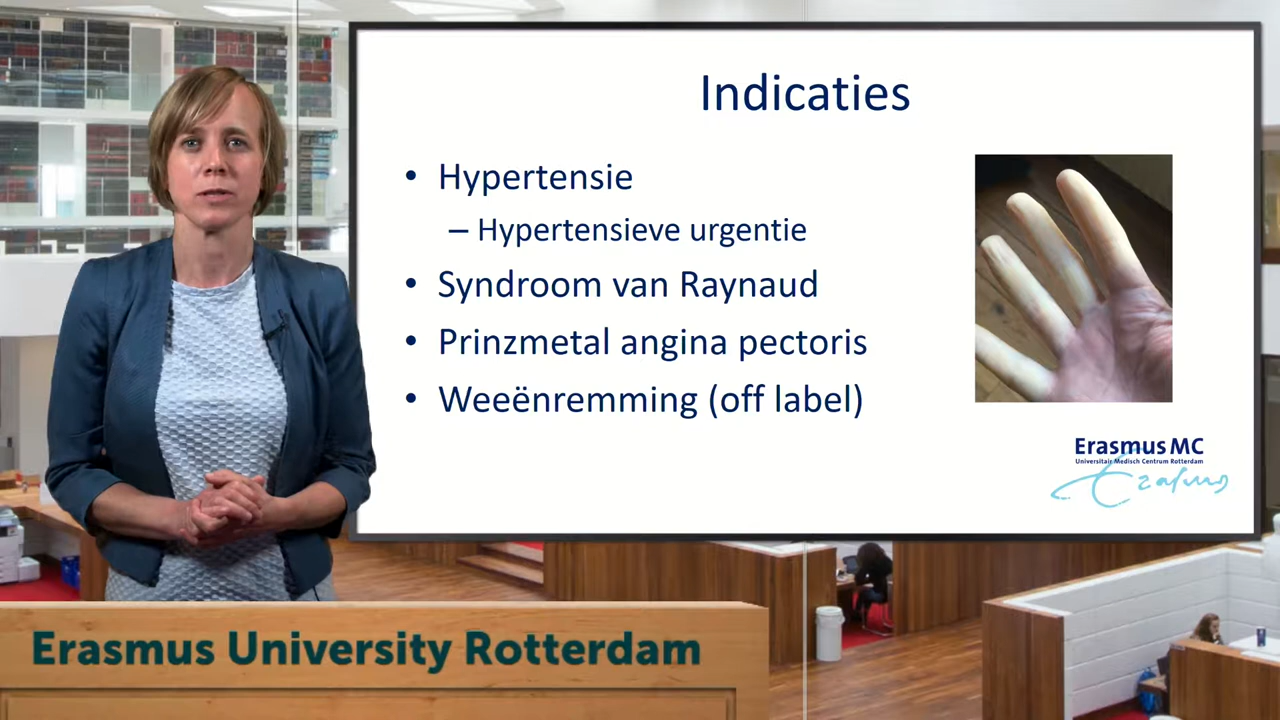 Indicaties
• Hypertensie
– Hypertensieve urgentie
• Syndroom van Raynaud
• Prinzmetal angina pectoris
• Weeënremming (off label)
Erasmus MC
Universitair Medisch Centrum Rotterdam
Erasmus
Erasmus University Rotterdam